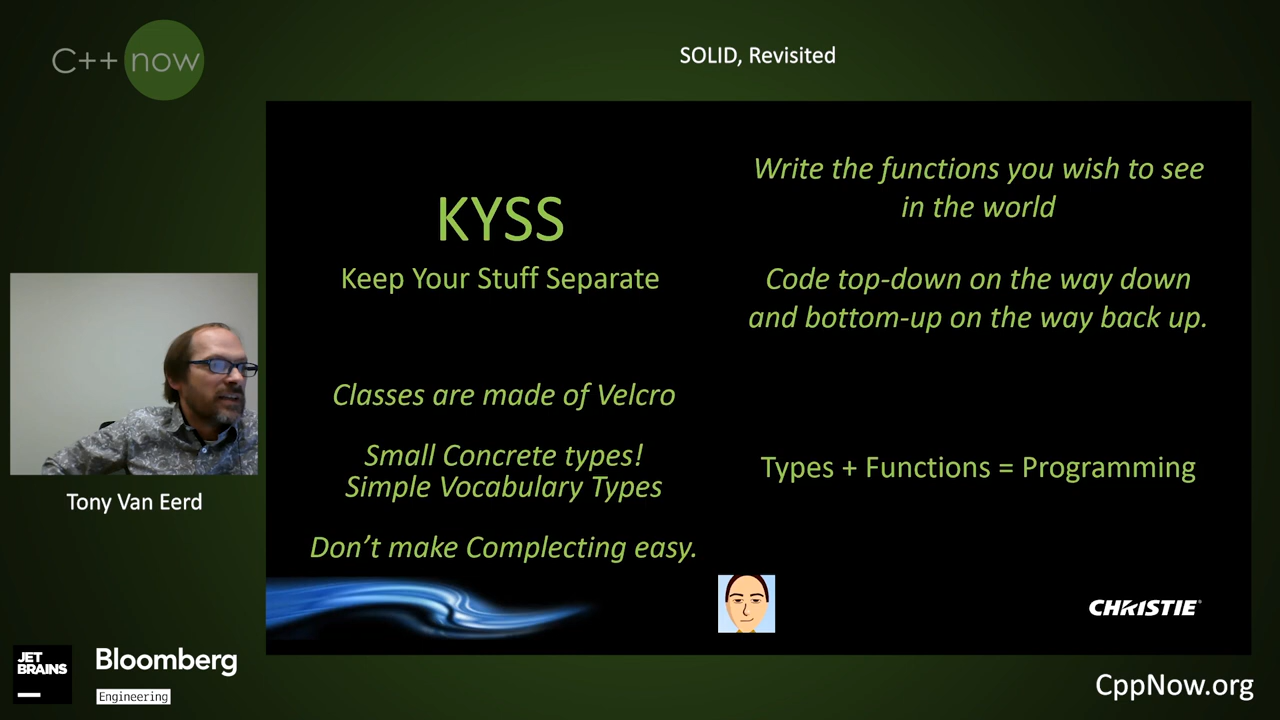 C++ now
SOLID, Revisited
KYSS
Keep Your Stuff Separate
Classes are made of Velcro
Small Concrete types!
Simple Vocabulary Types
Don’t make Complecting easy.
Write the functions you wish to see
in the world
Code top-down on the way down
and bottom-up on the way back up.
Types + Functions = Programming
CHRISTIE®
Tony Van Eerd
JET
BRAINS
Bloomberg
Engineering
CppNow.org